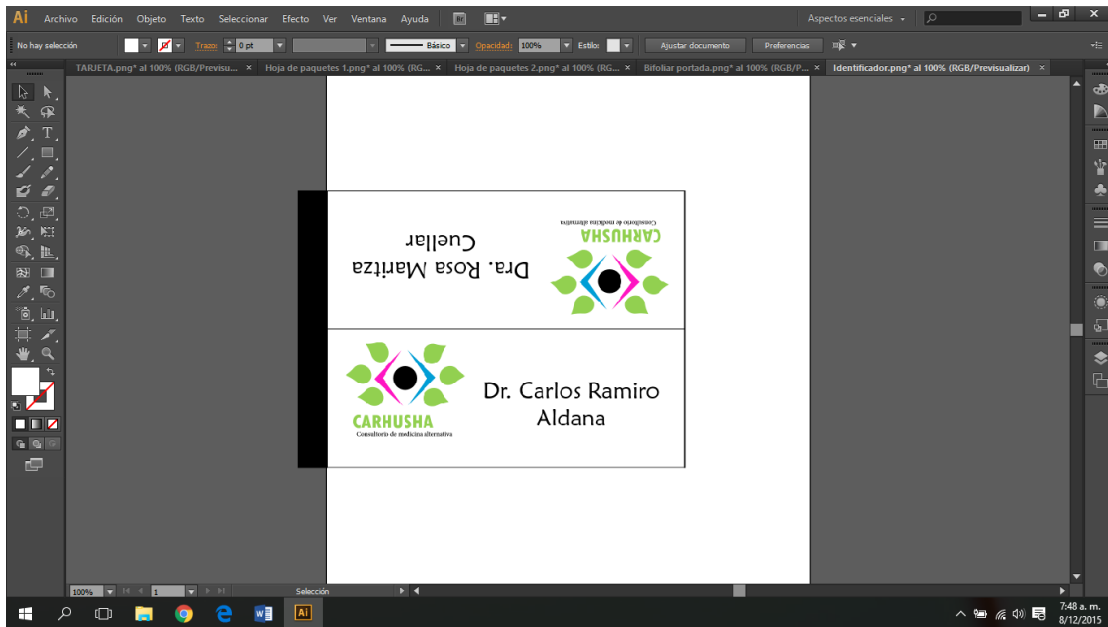 Ai Archivo Edición Objeto Texto Seleccionar Efecto Ver Ventana Ayuda Br Aspectos esenciales
No hay selección Trazo: 0 pt Básico Opacidad: 100% Estilo: Ajustar documento Preferencias
TARJETA.png* al 100% (RGB/Previsu... × Hoja de paquetes 1.png* al 100% (RG... × Hoja de paquetes 2.png* al 100% (RG... × Bifoliar portada.png* al 100% (RGB/P... × Identificador.png* al 100% (RGB/Previsualizar) ×
Dra. Rosa Maritza
Cuellar
CARHUSHA
Consultorio de medicina alternativa
Dr. Carlos Ramiro
Aldana
CARHUSHA
Consultorio de medicina alternativa
100% 1 Selección
Ai
7:48 a. m.
8/12/2015